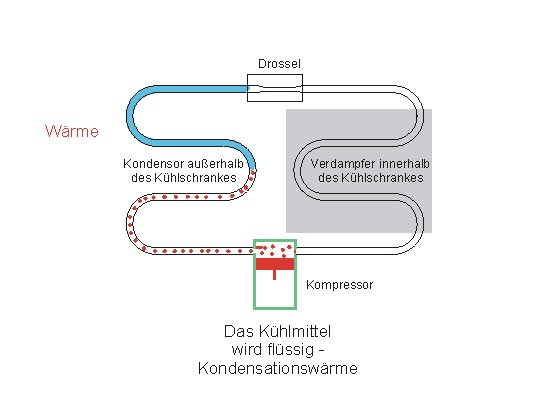 Drossel
Wärme
Kondensor außerhalb
des Kühlschrankes
Verdampfer innerhalb
des Kühlschrankes
Kompressor
Das Kühlmittel
wird flüssig -
Kondensationswärme